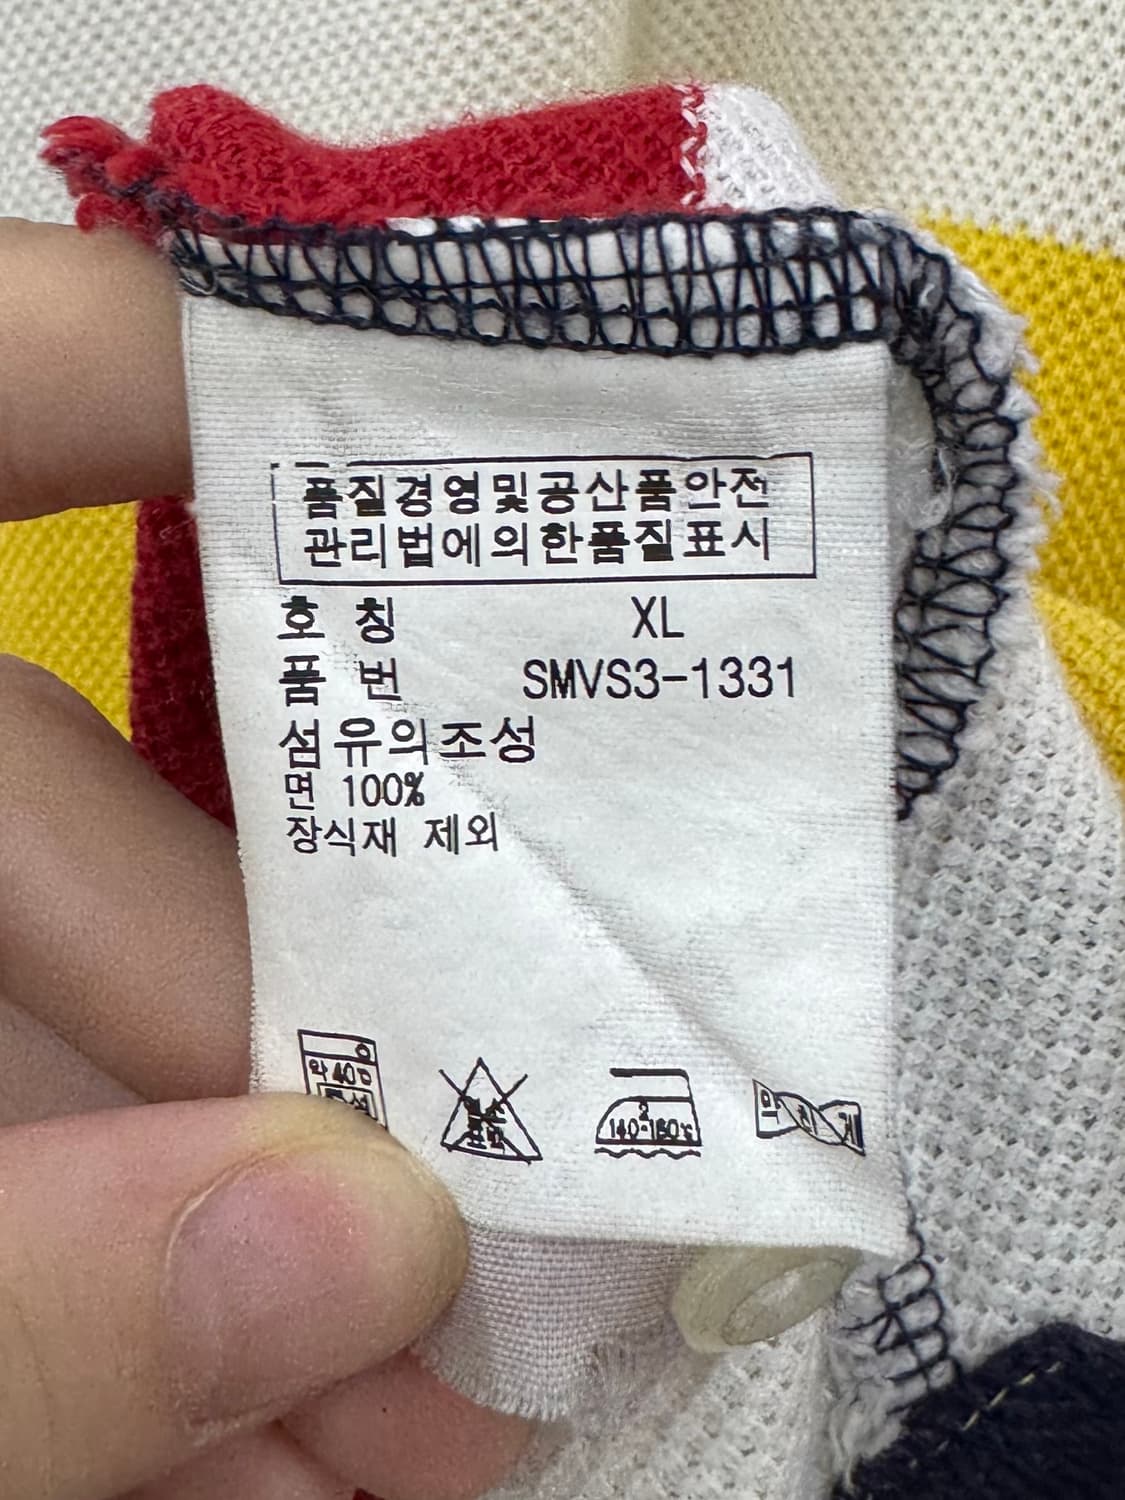 품질경영및공산품안전
관리법에의한품질표시
호 칭 XL
품 번 SMVS3-1331
섬유의조성
면 100%
장식재 제외
약 40
2
140-160℃
약 하 게